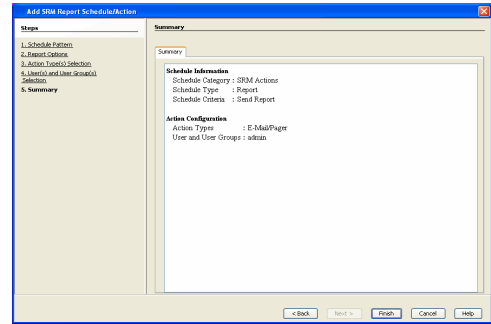 Add SRM Report Schedule/Action
Steps
1. Schedule Pattern
2. Report Options
3. Action Type(s) Selection
4. User(s) and User Group(s)
Selection
5. Summary
Summary
Summary
Schedule Information
Schedule Category : SRM Actions
Schedule Type : Report
Schedule Criteria : Send Report
Action Configuration
Action Types : E-Mail/Pager
User and User Groups : admin
< Back Next > Finish Cancel Help